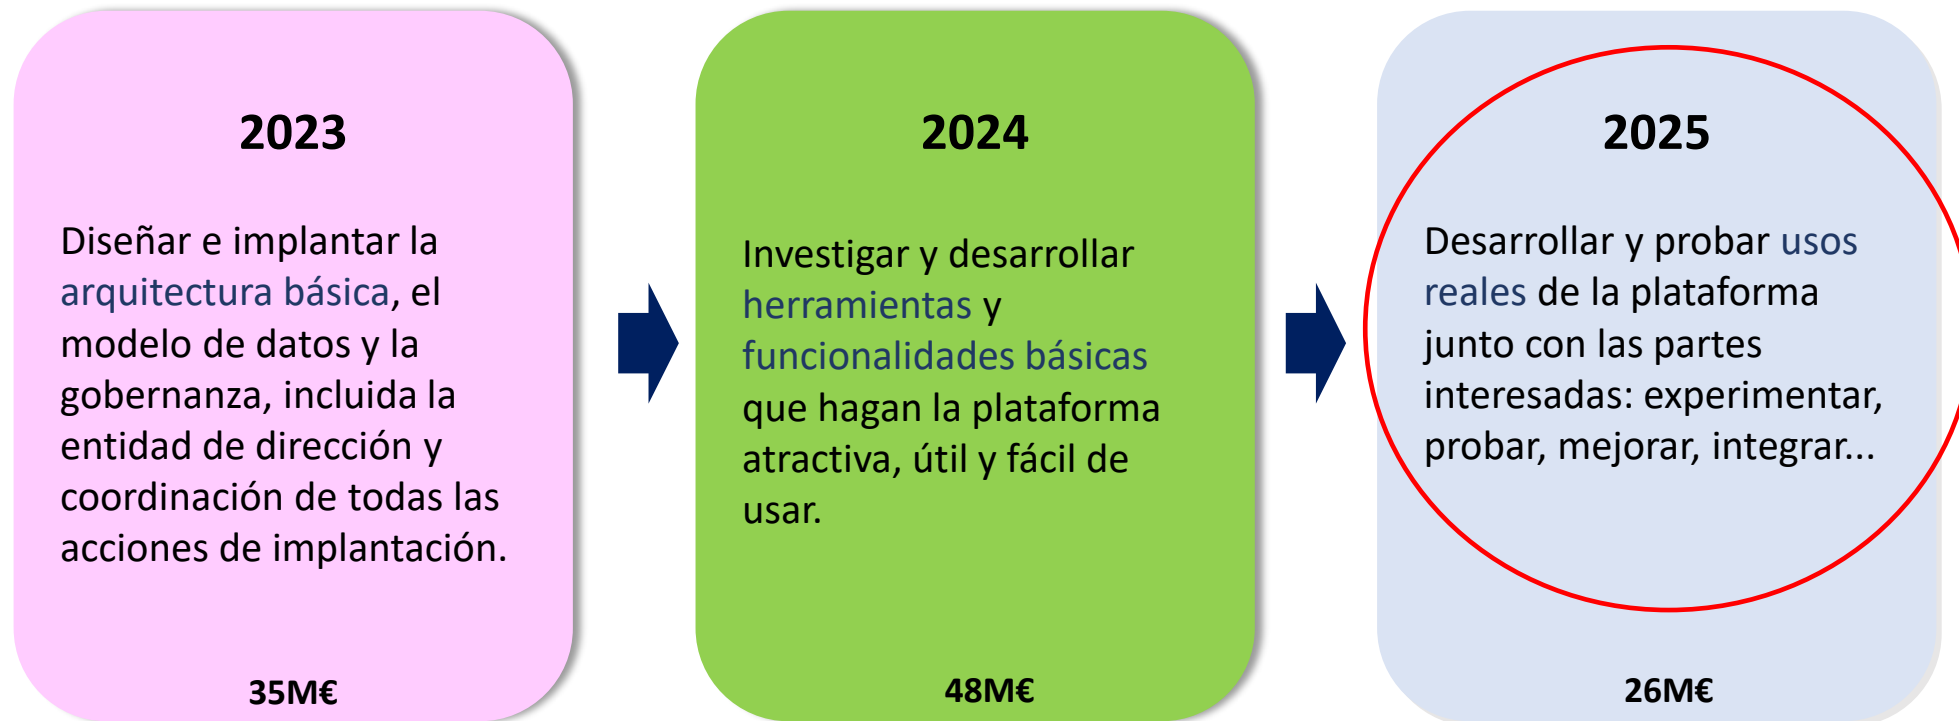 2023
Diseñar e implantar la
arquitectura básica, el
modelo de datos y la
gobernanza, incluida la
entidad de dirección y
coordinación de todas las
acciones de implantación.
35M€
2024
Investigar y desarrollar
herramientas y
funcionalidades básicas
que hagan la plataforma
atractiva, útil y fácil de
usar.
48M€
2025
Desarrollar y probar usos
reales de la plataforma
junto con las partes
interesadas: experimentar,
probar, mejorar, integrar...
26M€